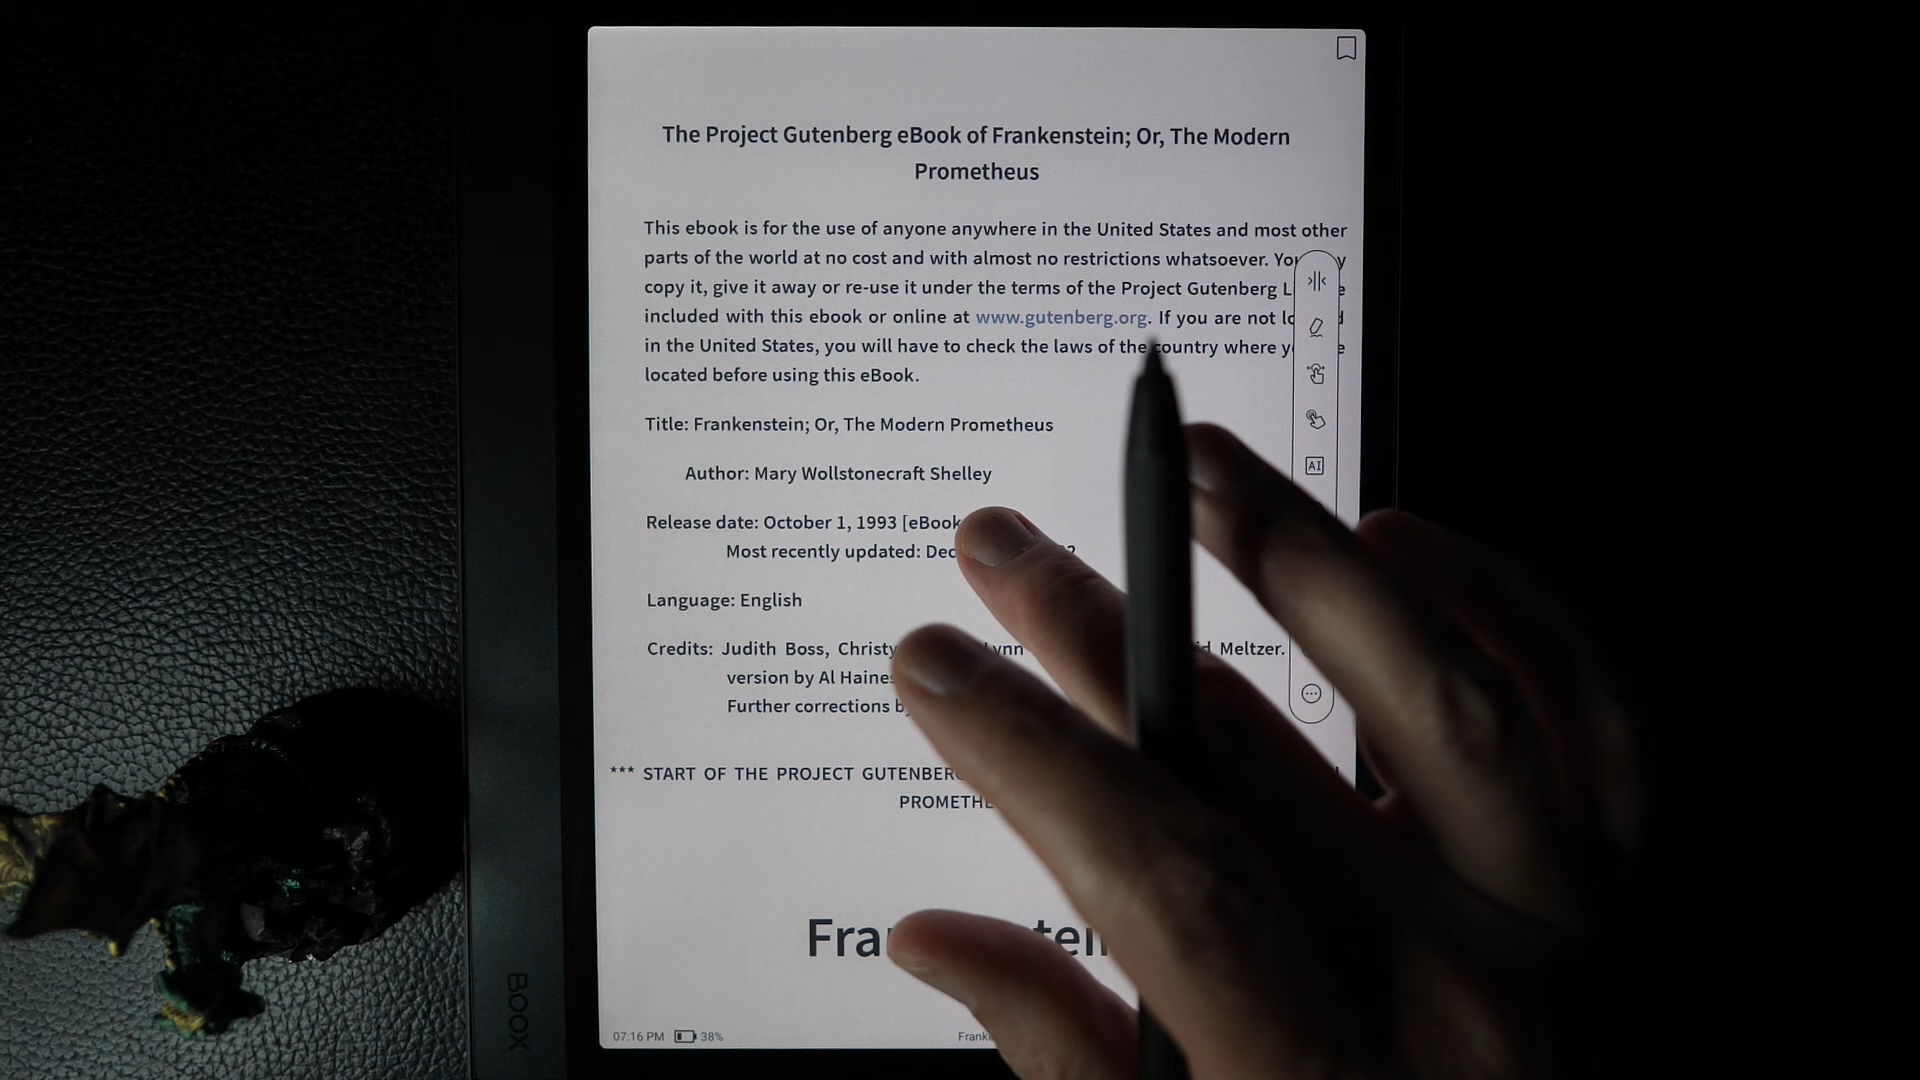 The Project Gutenberg eBook of Frankenstein; Or, The Modern
Prometheus
This ebook is for the use of anyone anywhere in the United States and most other
parts of the world at no cost and with almost no restrictions whatsoever. You
copy it, give it away or re-use it under the terms of the Project Gutenberg
included with this ebook or online at www.gutenberg.org. If you are not
in the United States, you will have to check the laws of the country where
located before using this eBook.
Title: Frankenstein; Or, The Modern Prometheus
Author: Mary Wollstonecraft Shelley
Release date: October 1, 1993 [eBook
Most recently updated:
Language: English
Credits: Judith Boss, Christy Lynn Meltzer.
version by Al Haines
Further corrections
*** START OF THE PROJECT GUTENBERG
AI
07:16 PM 38%
BOOX